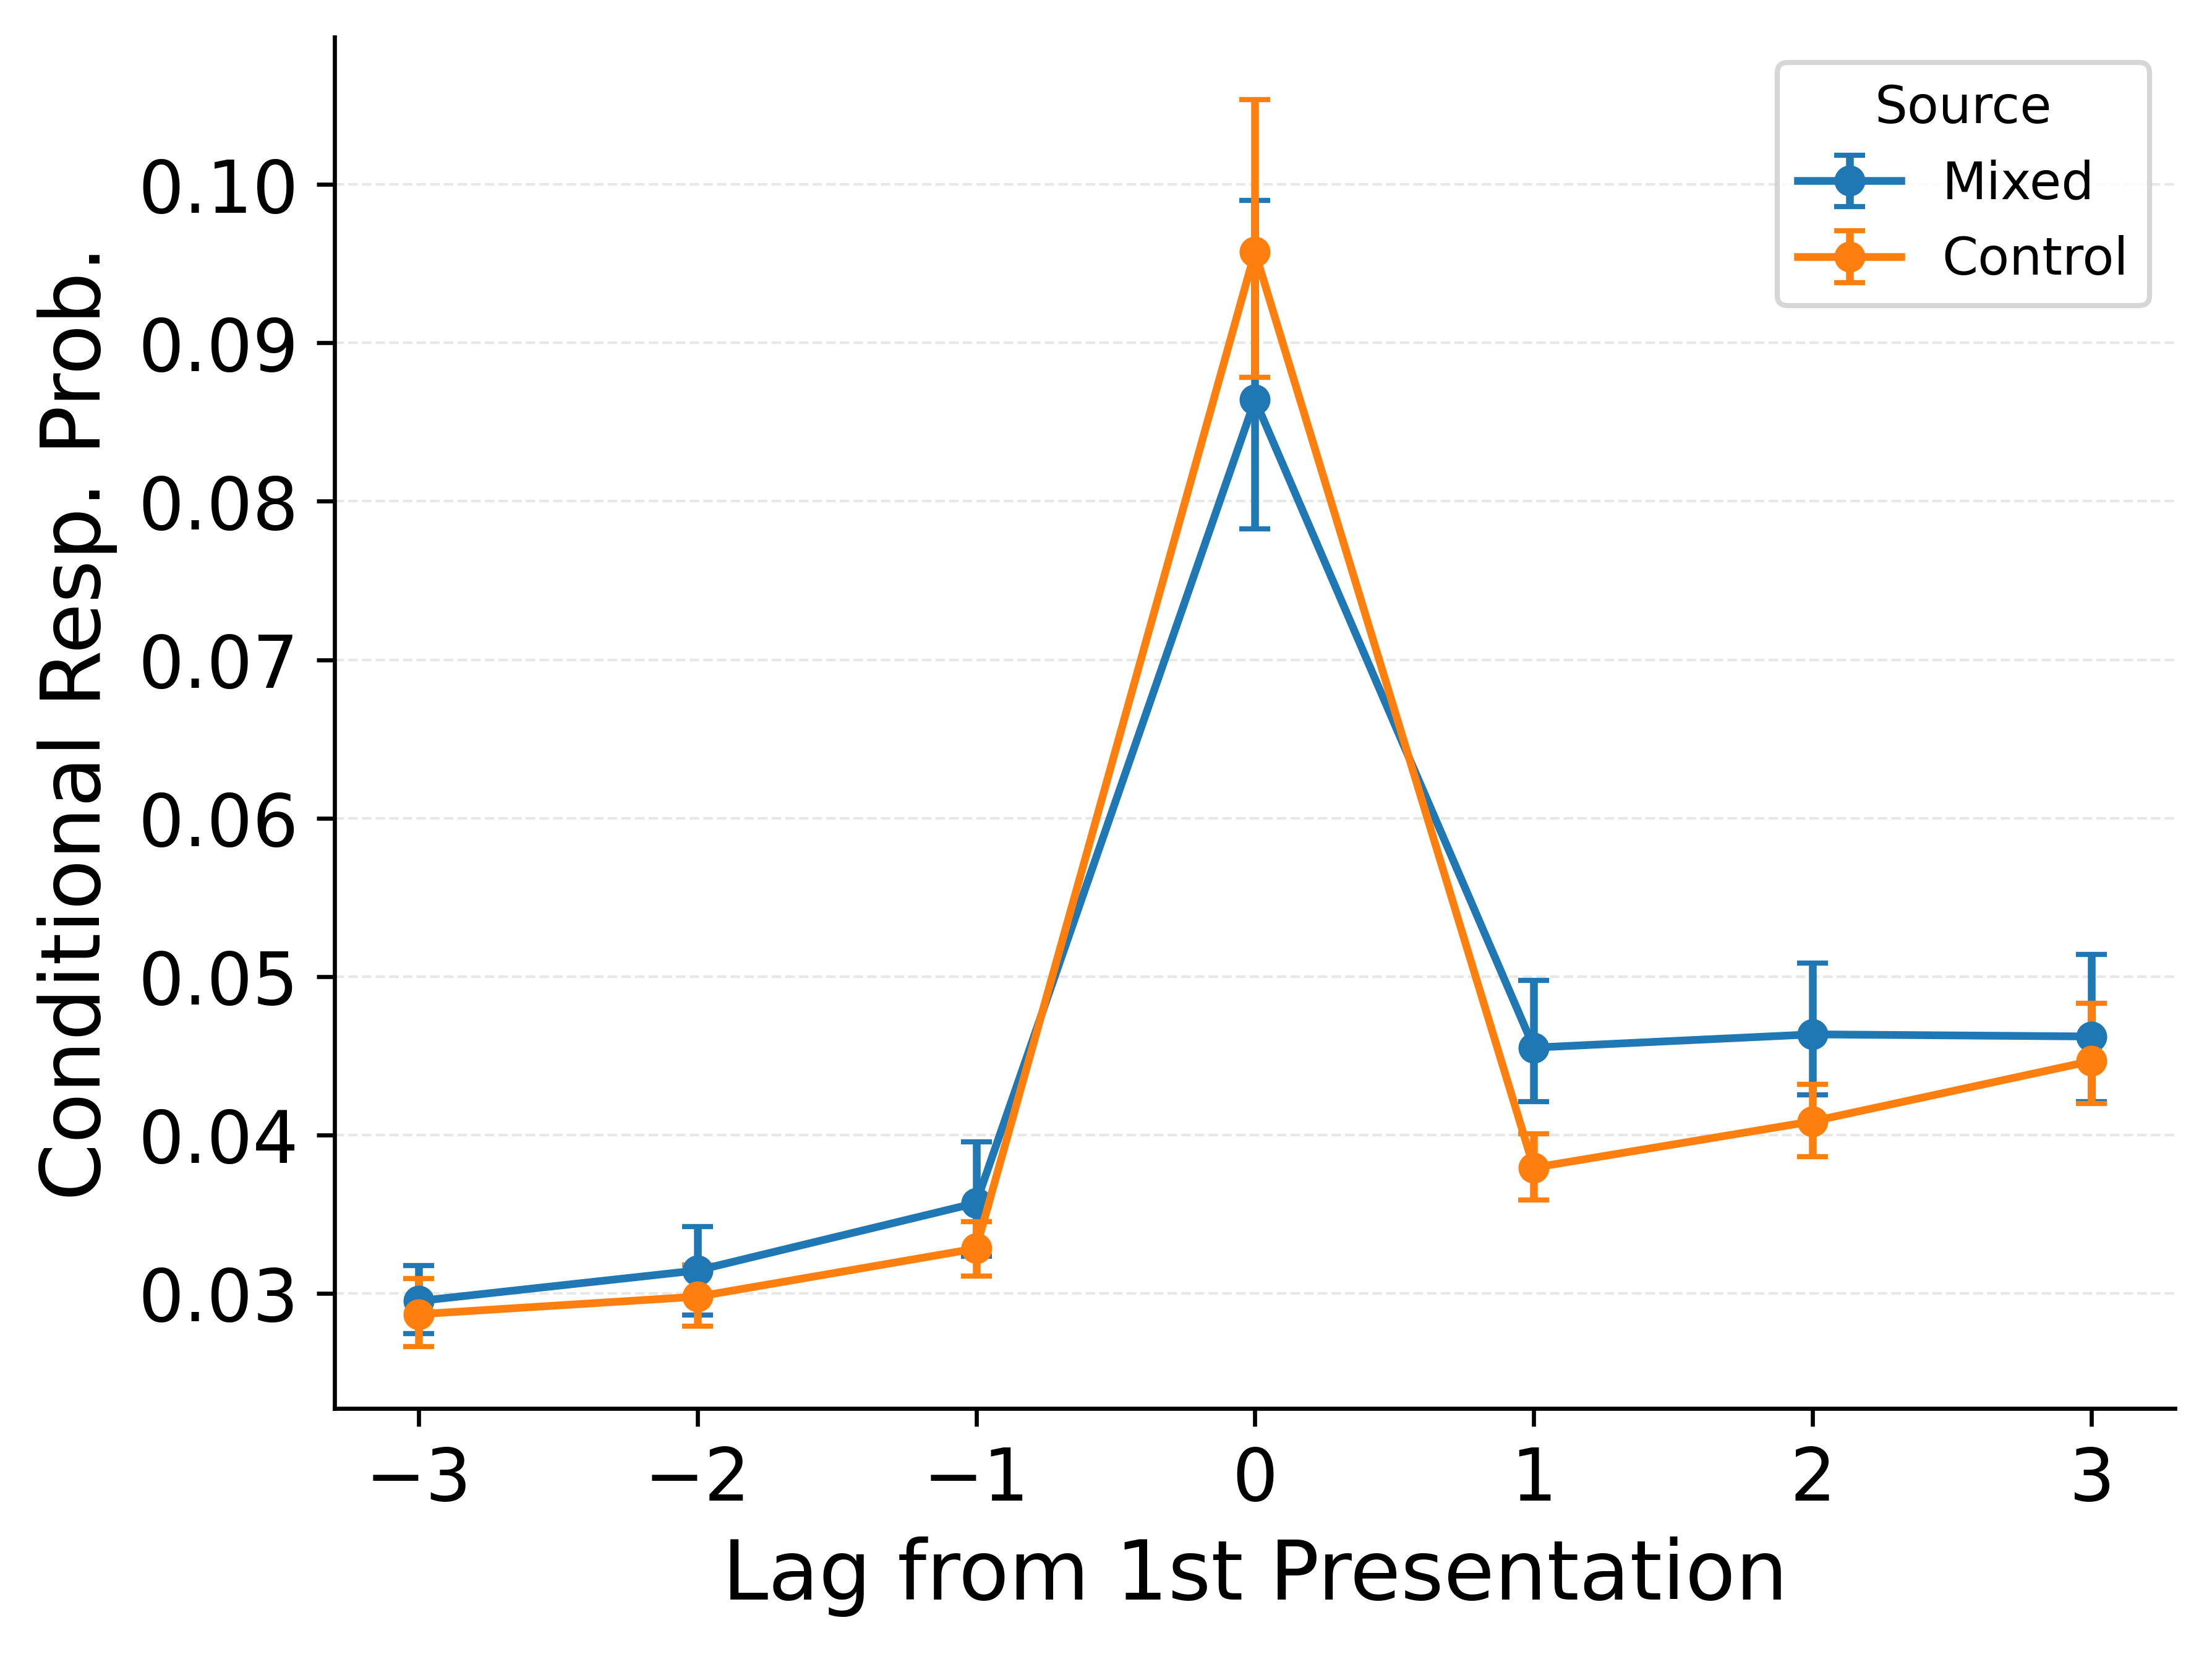 Source
Mixed
Control
0.10
0.09
0.08
0.07
0.06
0.05
0.04
0.03
Conditional Resp. Prob.
−3 −2 −1 0 1 2 3
Lag from 1st Presentation